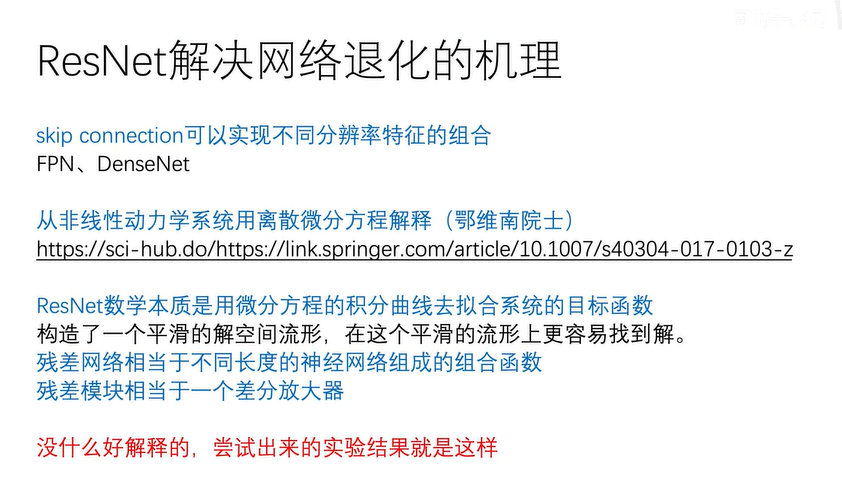 ResNet解决网络退化的机理
skip connection可以实现不同分辨率特征的组合
FPN、DenseNet
从非线性动力学系统用离散微分方程解释（鄂维南院士）
https://sci-hub.do/https://link.springer.com/article/10.1007/s40304-017-0103-z
ResNet数学本质是用微分方程的积分曲线去拟合系统的目标函数
构造了一个平滑的解空间流形，在这个平滑的流形上更容易找到解。
残差网络相当于不同长度的神经网络组成的组合函数
残差模块相当于一个差分放大器
没什么好解释的，尝试出来的实验结果就是这样